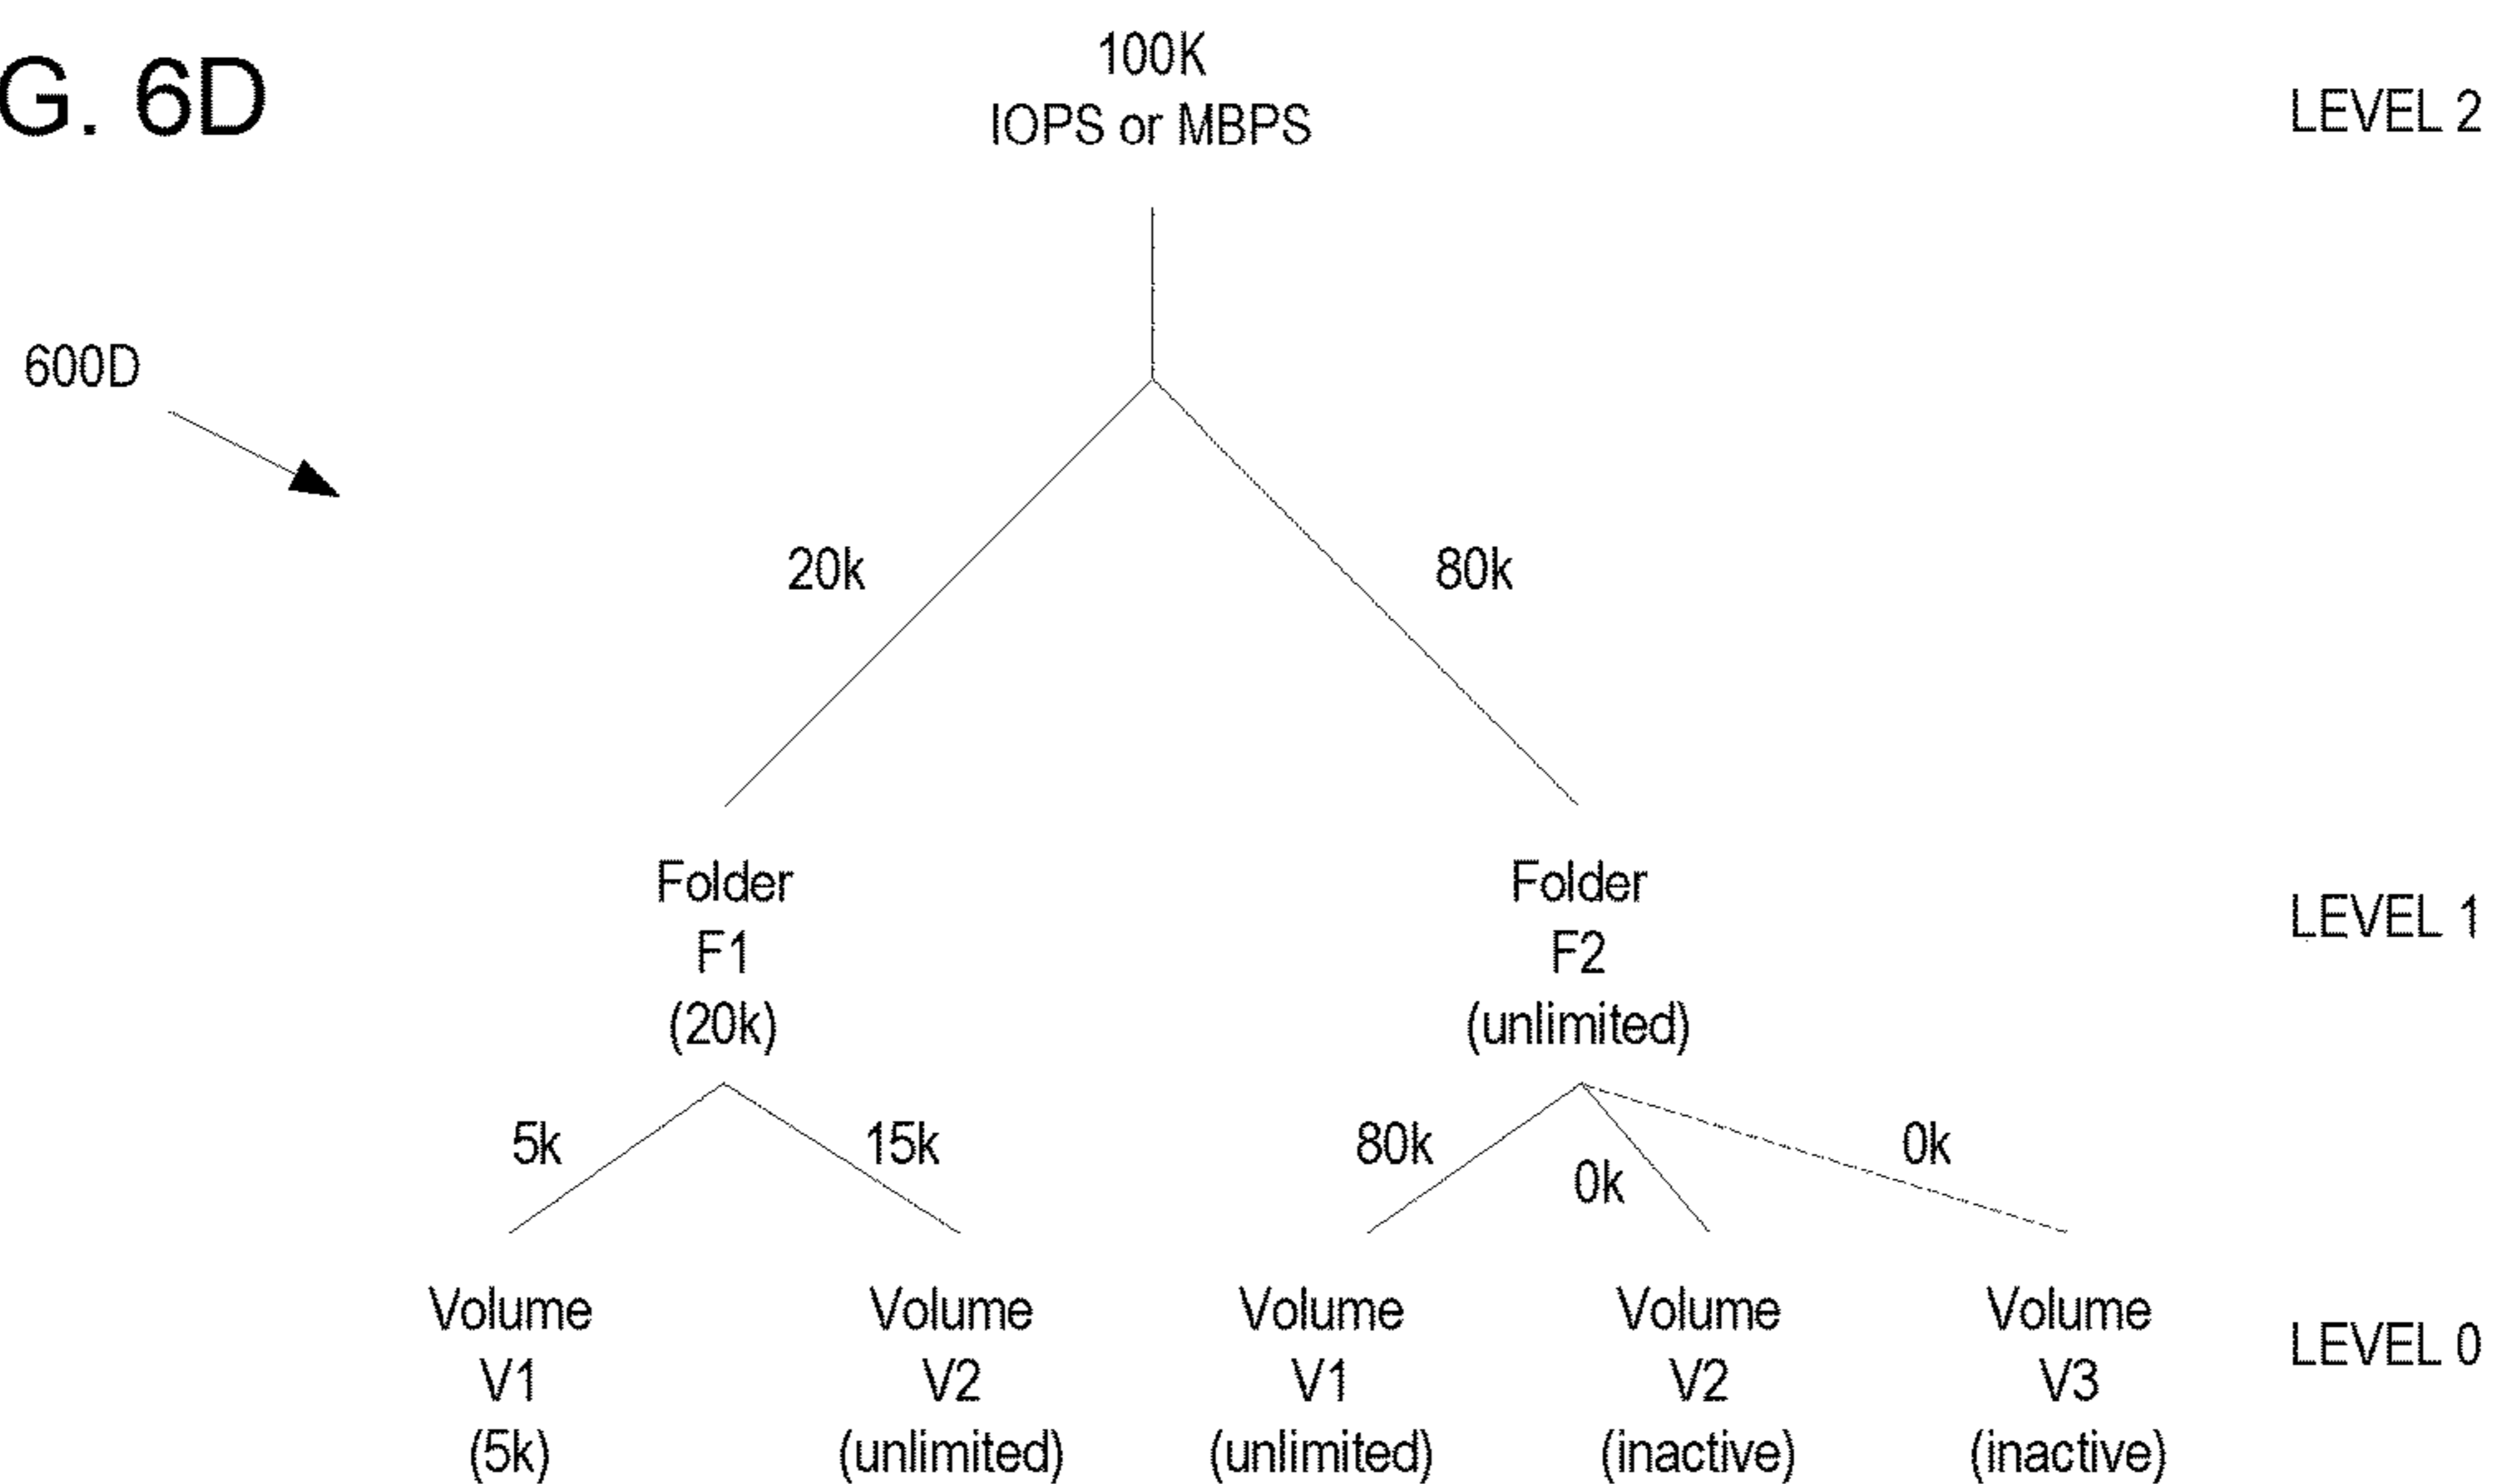 G. 6D
100K
IOPS or MBPS
LEVEL 2
600D
20k
80k
Folder
F1
(20k)
Folder
F2
(unlimited)
LEVEL 1
5k
15k
80k
0k
0k
Volume
V1
(5k)
Volume
V2
(unlimited)
Volume
V1
(unlimited)
Volume
V2
(inactive)
Volume
V3
(inactive)
LEVEL 0